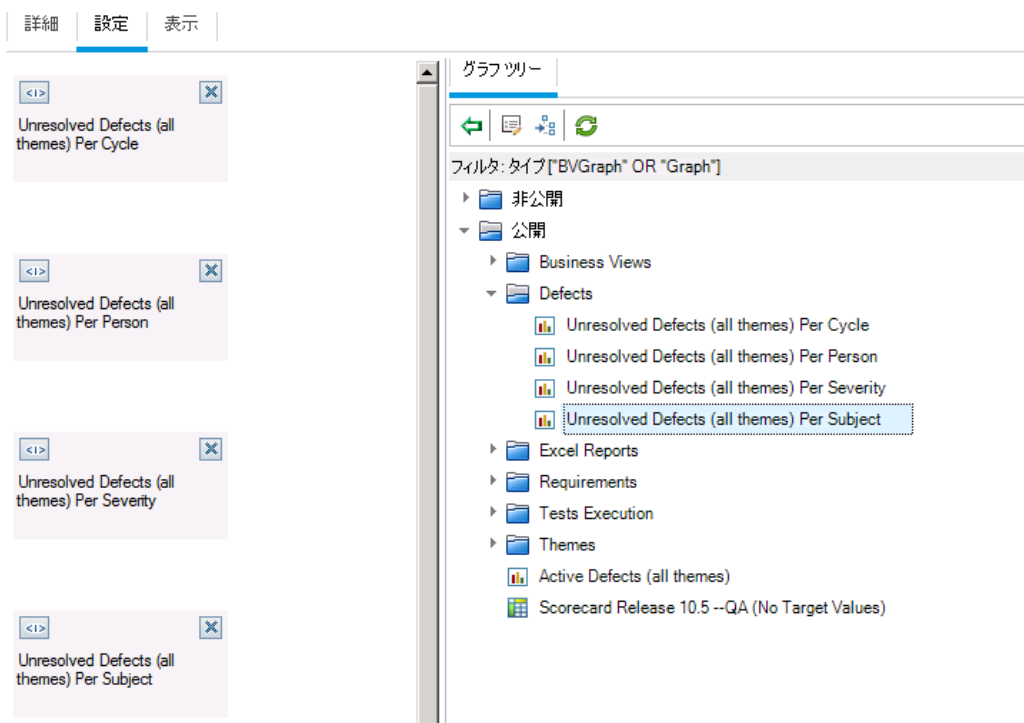 詳細
設定
表示
Unresolved Defects (all
themes) Per Cycle
Unresolved Defects (all
themes) Per Person
Unresolved Defects (all
themes) Per Severity
Unresolved Defects (all
themes) Per Subject
グラフ ツリー
フィルタ: タイプ["BVGraph" OR "Graph"]
非公開
公開
Business Views
Defects
Unresolved Defects (all themes) Per Cycle
Unresolved Defects (all themes) Per Person
Unresolved Defects (all themes) Per Severity
Unresolved Defects (all themes) Per Subject
Excel Reports
Requirements
Tests Execution
Themes
Active Defects (all themes)
Scorecard Release 10.5 --QA (No Target Values)